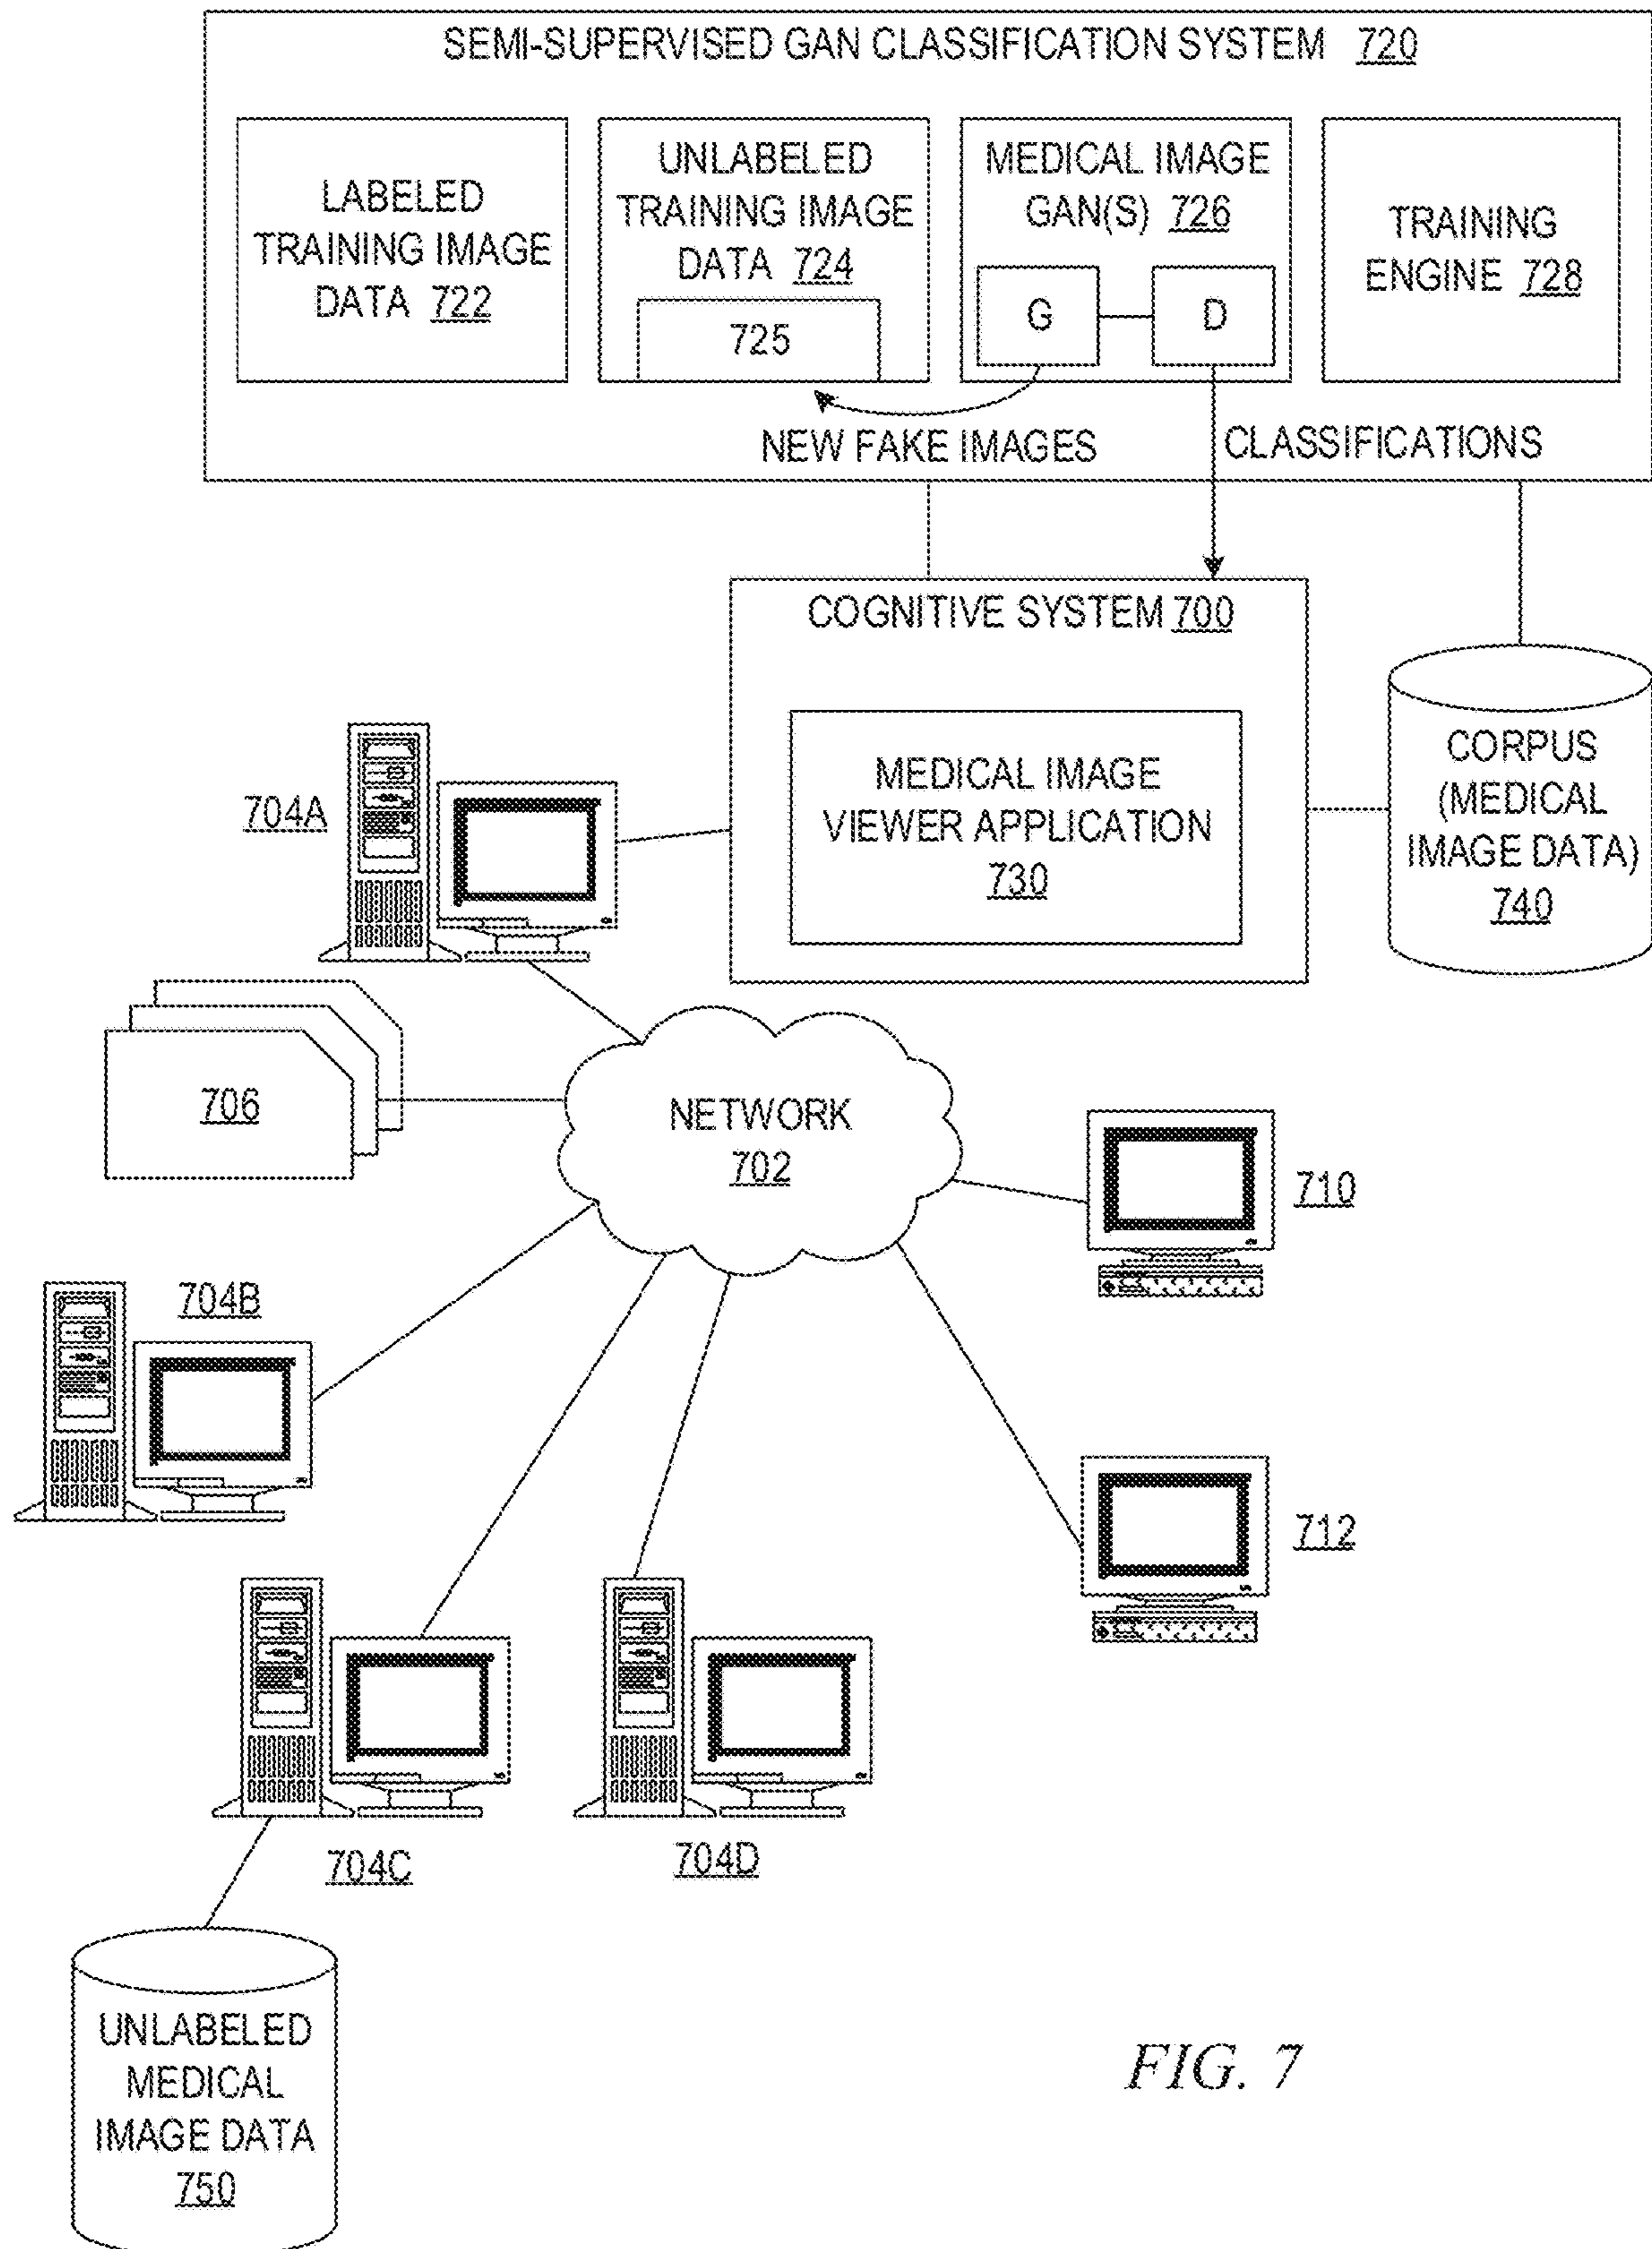 SEMI-SUPERVISED GAN CLASSIFICATION SYSTEM 720
LABELED
TRAINING IMAGE
DATA 722
UNLABELED
TRAINING IMAGE
DATA 724
725
MEDICAL IMAGE
GAN(S) 726
G
D
TRAINING
ENGINE 728
NEW FAKE IMAGES
CLASSIFICATIONS
COGNITIVE SYSTEM 700
MEDICAL IMAGE
VIEWER APPLICATION
730
CORPUS
(MEDICAL
IMAGE DATA)
740
704A
706
NETWORK
702
710
704B
712
704C
704D
UNLABELED
MEDICAL
IMAGE DATA
750
FIG. 7